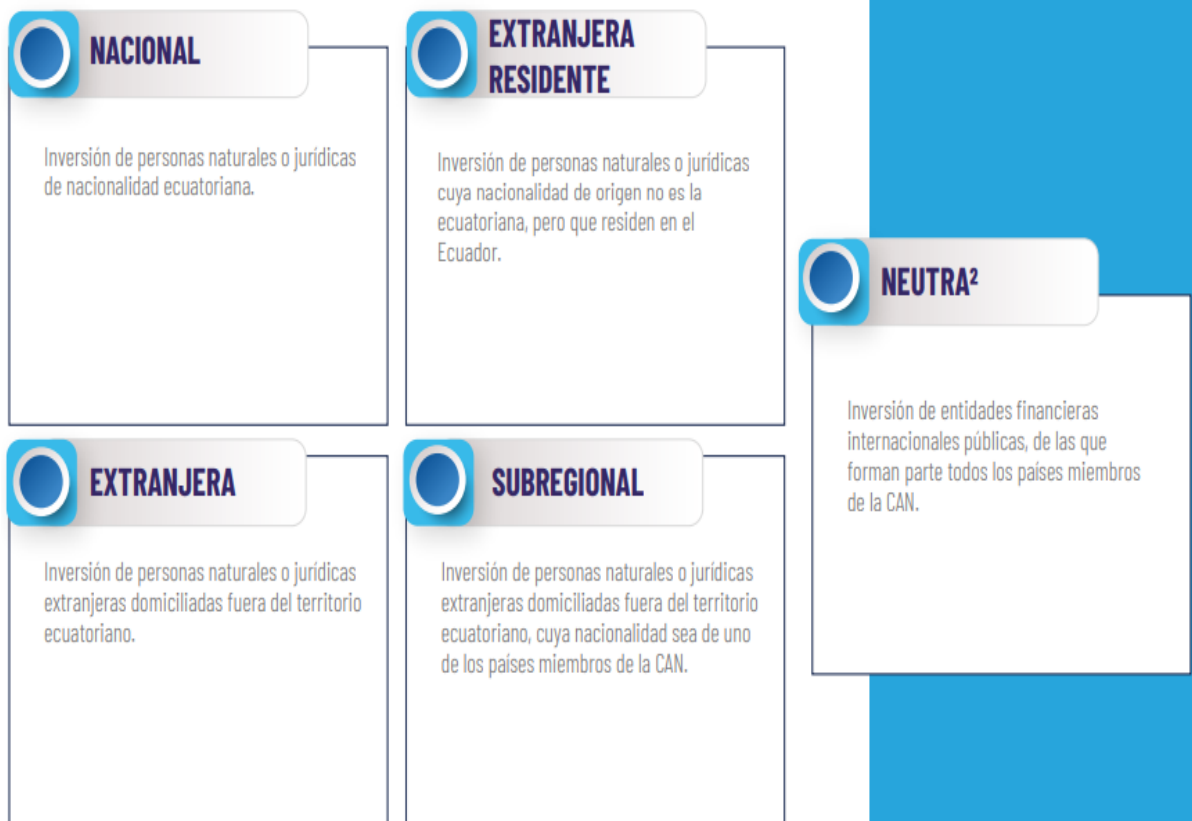 NACIONAL
Inversión de personas naturales o jurídicas
de nacionalidad ecuatoriana.
EXTRANJERA
RESIDENTE
Inversión de personas naturales o jurídicas
cuya nacionalidad de origen no es la
ecuatoriana, pero que residen en el
Ecuador.
NEUTRA²
Inversión de entidades financieras
internacionales públicas, de las que
forman parte todos los países miembros
de la CAN.
EXTRANJERA
Inversión de personas naturales o jurídicas
extranjeras domiciliadas fuera del territorio
ecuatoriano.
SUBREGIONAL
Inversión de personas naturales o jurídicas
extranjeras domiciliadas fuera del territorio
ecuatoriano, cuya nacionalidad sea de uno
de los países miembros de la CAN.